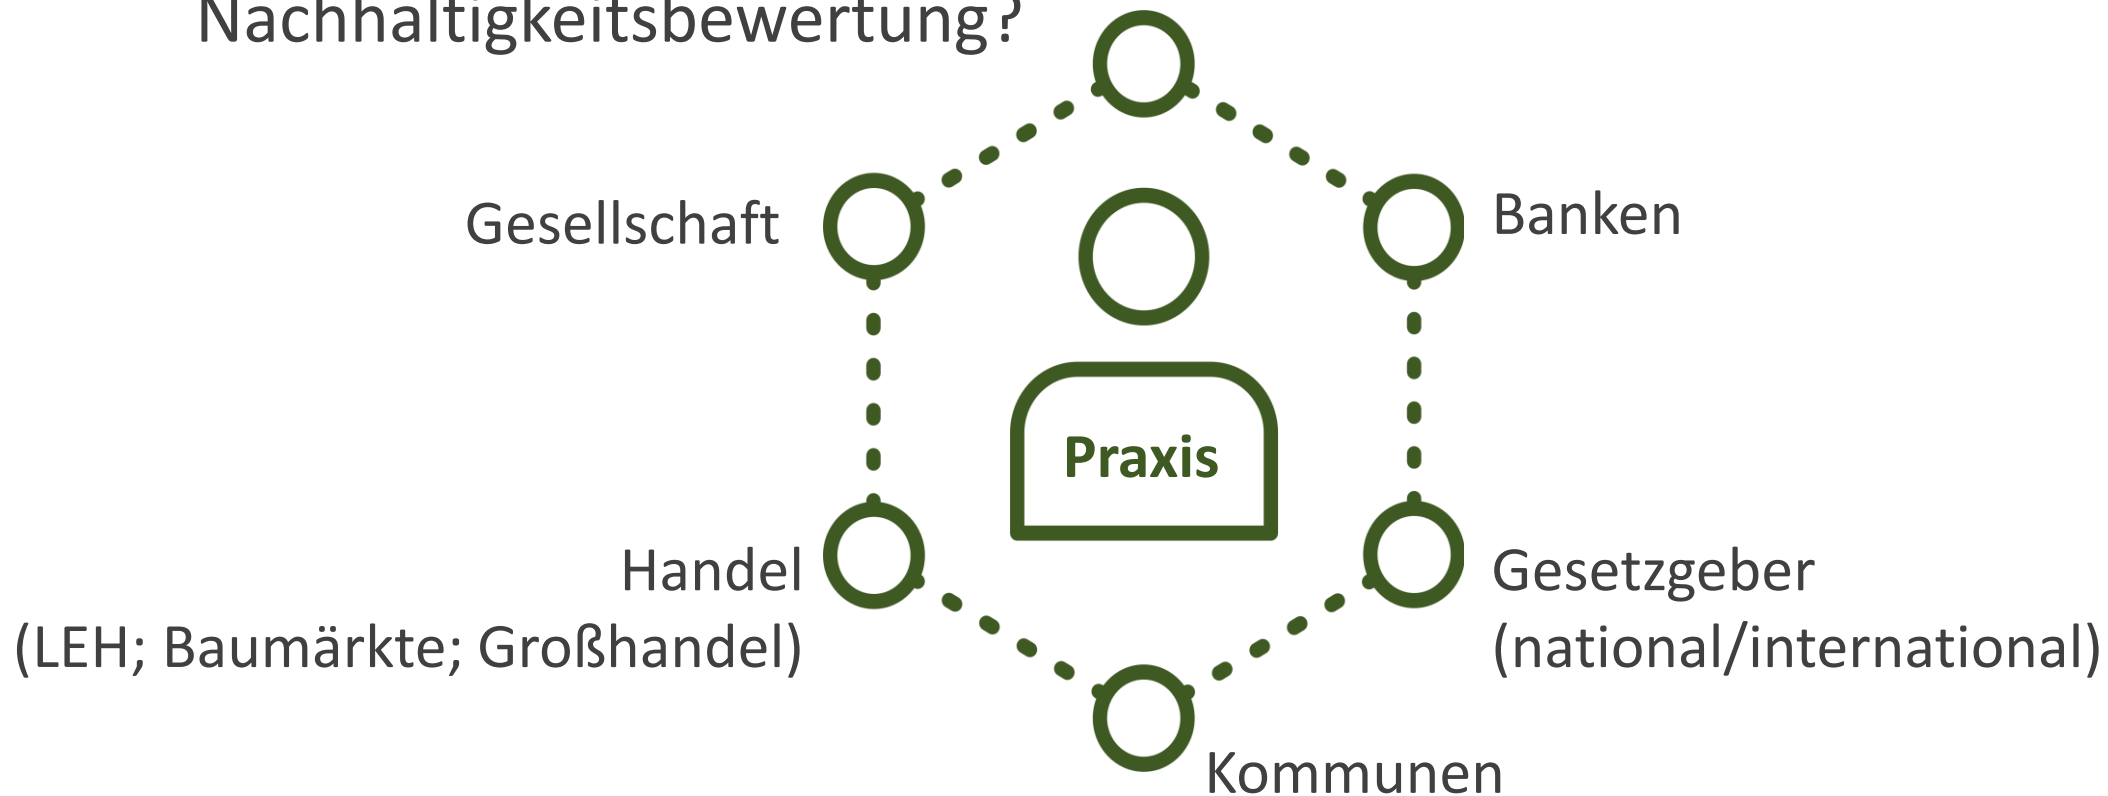 Nachhaltigkeitsbewertung?
Gesellschaft
Banken
Praxis
Handel
(LEH; Baumärkte; Großhandel)
Gesetzgeber
(national/international)
Kommunen